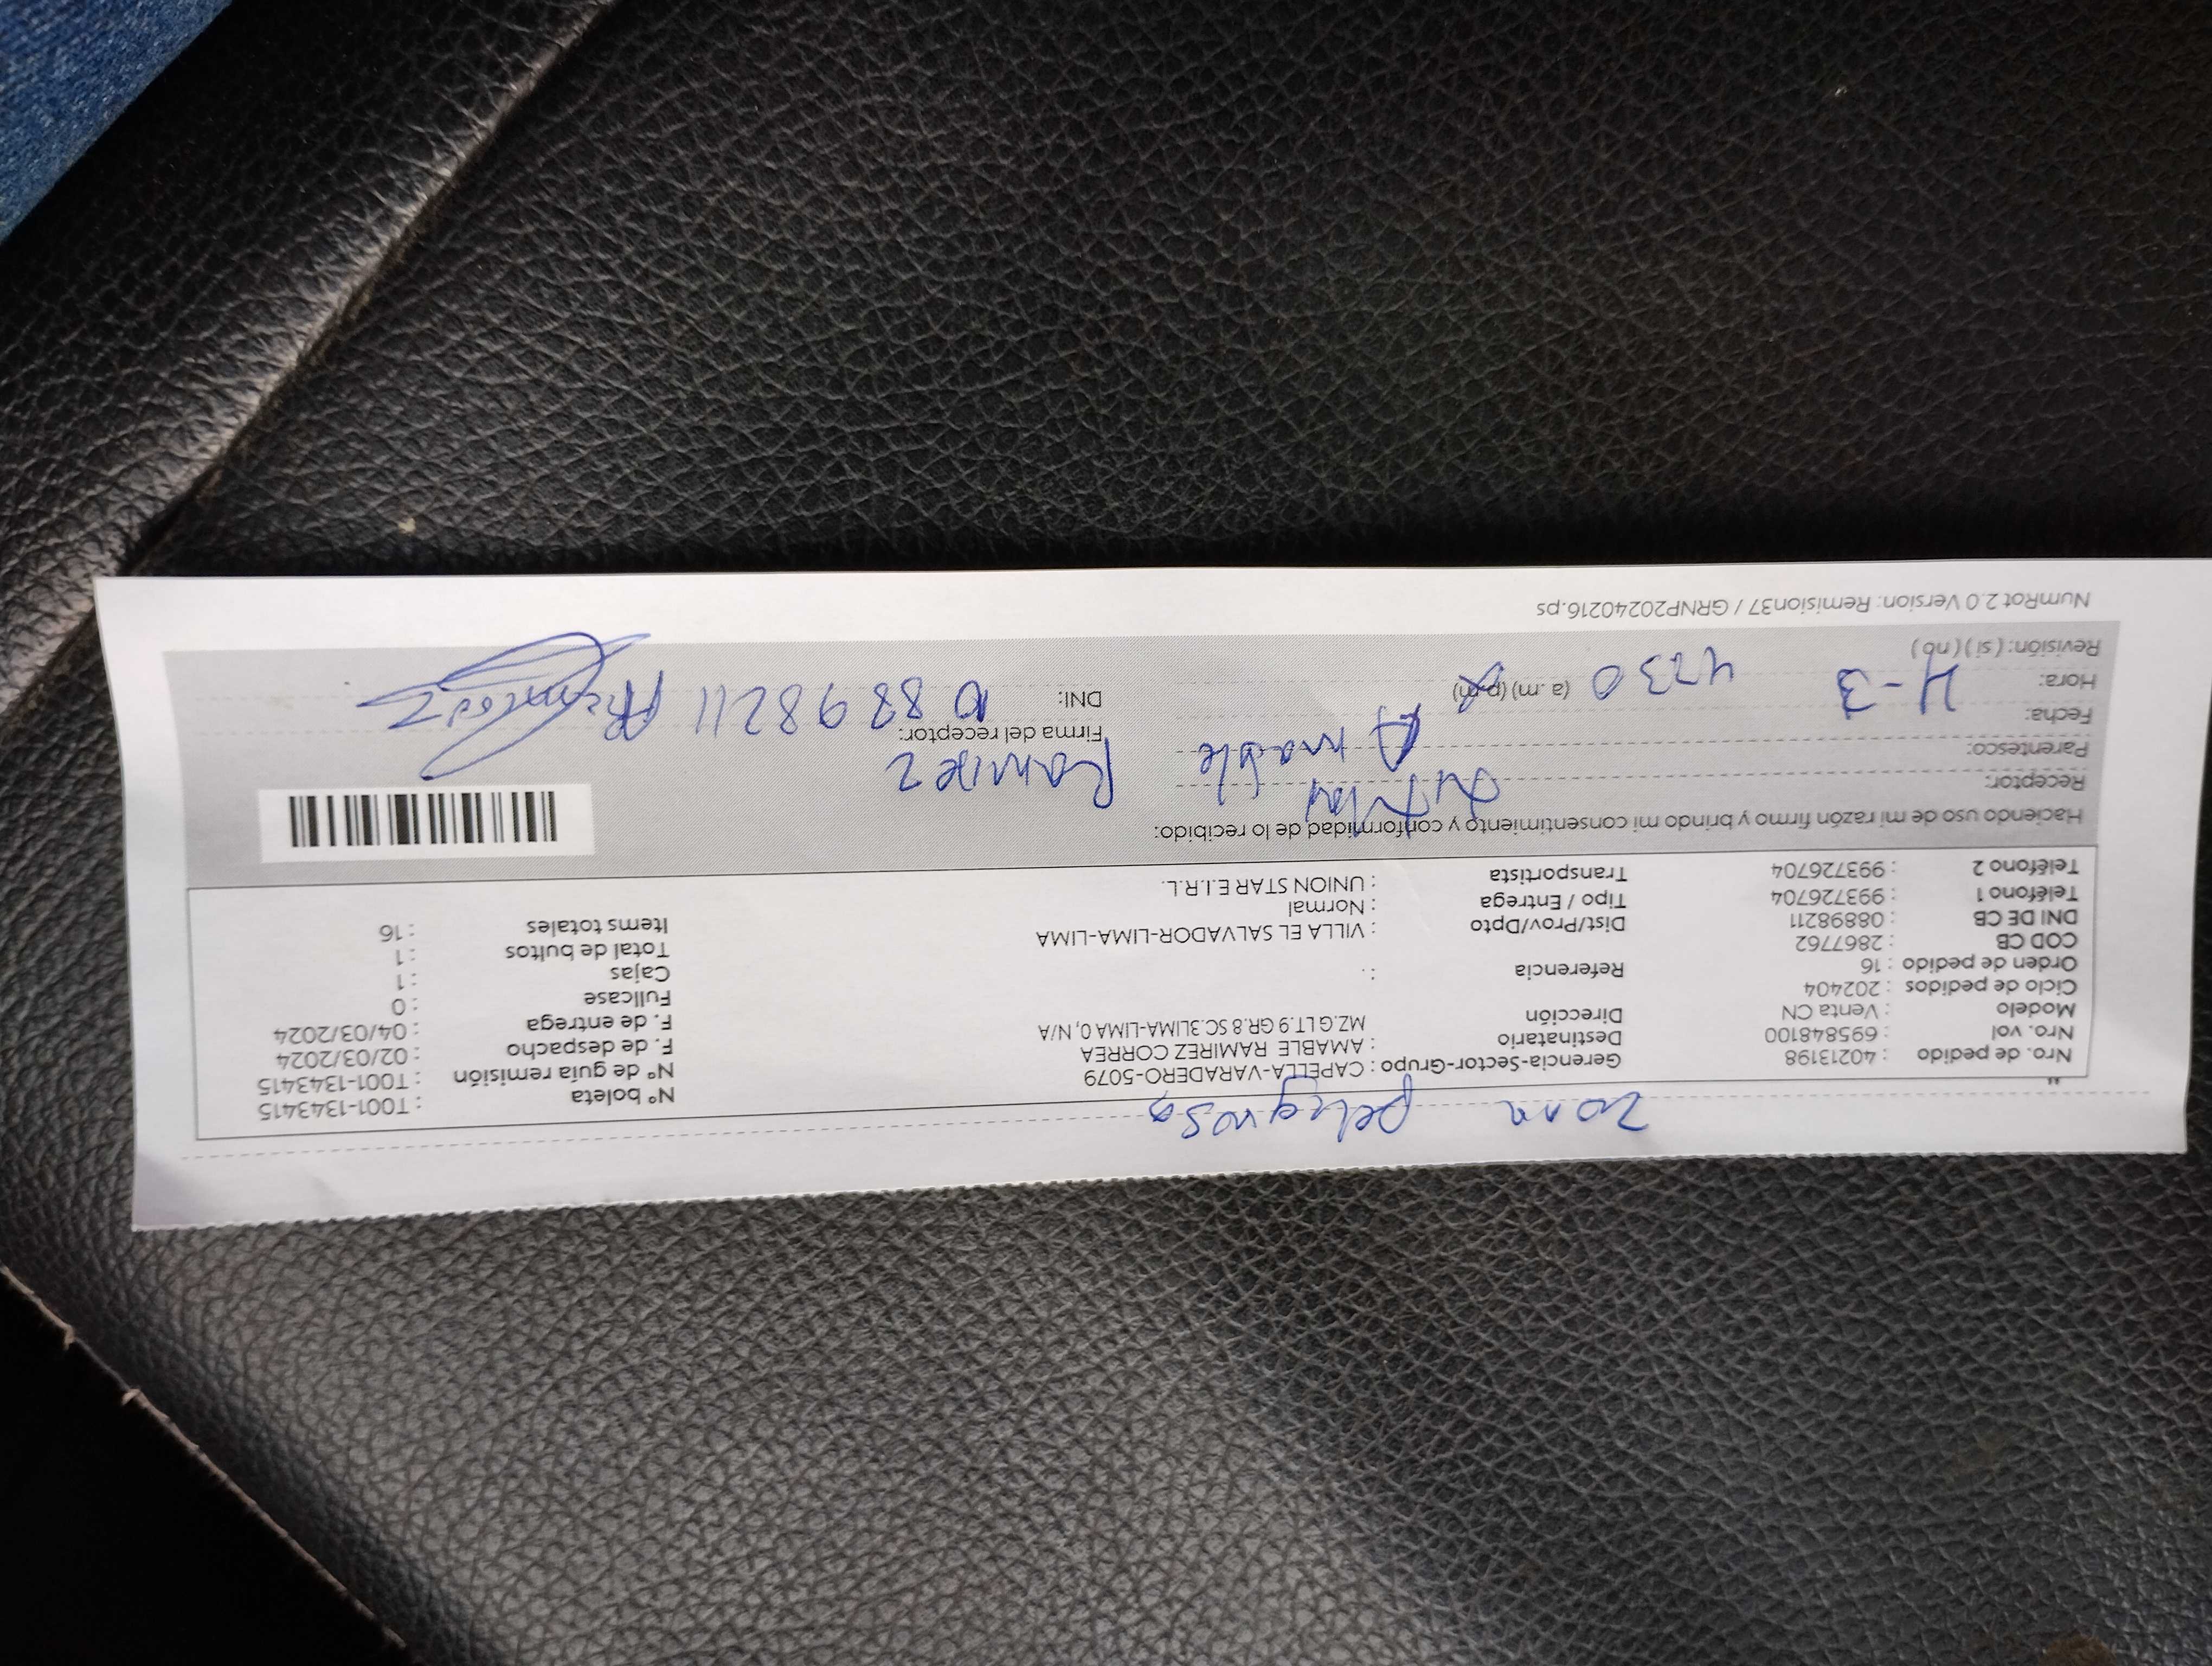 zona peligrosa
Nro. de pedido : 40213198 Gerencia-Sector-Grupo : CAPELLA-VARADERO-5079 N° boleta : T001-1343415
Nro. vol : 695848100 Destinatario : AMABLE RAMIREZ CORREA N° de guía remisión : T001-1343415
Modelo : Venta CN Dirección MZ.G LT.9 GR.8 SC.3LIMA-LIMA 0, N/A F. de despacho : 02/03/2024
Ciclo de pedidos : 202404 F. de entrega : 04/03/2024
Orden de pedido : 16 Referencia : . Fullcase : 0
COD CB : 2867762 Cajas : 1
DNI DE CB : 08898211 Dist/Prov/Dpto : VILLA EL SALVADOR-LIMA-LIMA Total de bultos : 1
Teléfono 1 : 993726704 Tipo / Entrega : Normal Items totales : 16
Teléfono 2 : 993726704 Transportista : UNION STAR E.I.R.L.
Haciendo uso de mi razón firmo y brindo mi consentimiento y conformidad de lo recibido:
Receptor:
Parentesco: Amable Ramirez
Fecha: 4-3 Firma del receptor:
Hora: 4:30 (a.m) (p.m) DNI: 08898211
Revisión: ( si ) ( no )
NumRot 2.0 Version: Remision37 / GRNP20240216.ps